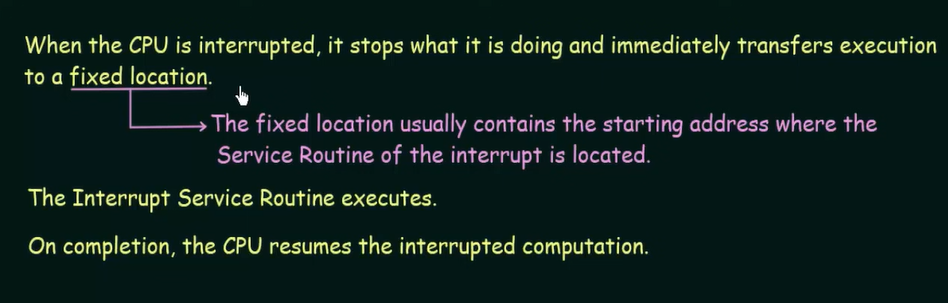 When the CPU is interrupted, it stops what it is doing and immediately transfers execution
to a fixed location.
The fixed location usually contains the starting address where the
Service Routine of the interrupt is located.
The Interrupt Service Routine executes.
On completion, the CPU resumes the interrupted computation.